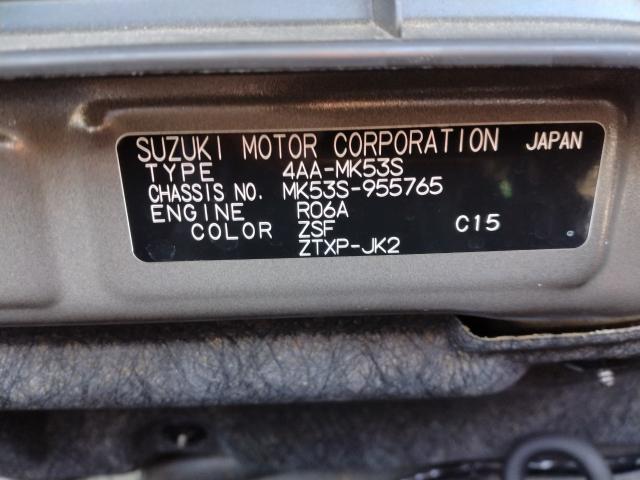 SUZUKI MOTOR CORPORATION JAPAN
TYPE 4AA-MK53S
CHASSIS NO. MK53S-955765
ENGINE R06A
COLOR ZSF C15
ZTXP-JK2